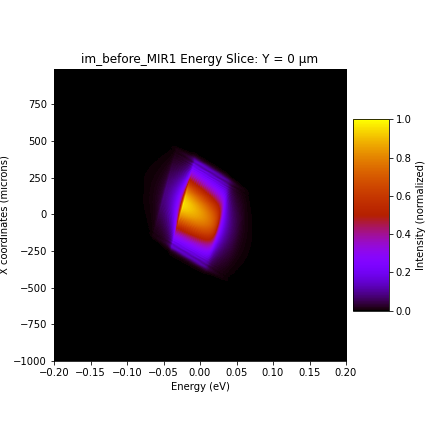 im_before_MIR1 Energy Slice: Y = 0 μm
X coordinates (microns)
750
500
250
0
−250
−500
−750
−1000
−0.20 −0.15 −0.10 −0.05 0.00 0.05 0.10 0.15 0.20
Energy (eV)
1.0
0.8
0.6
0.4
0.2
0.0
Intensity (normalized)